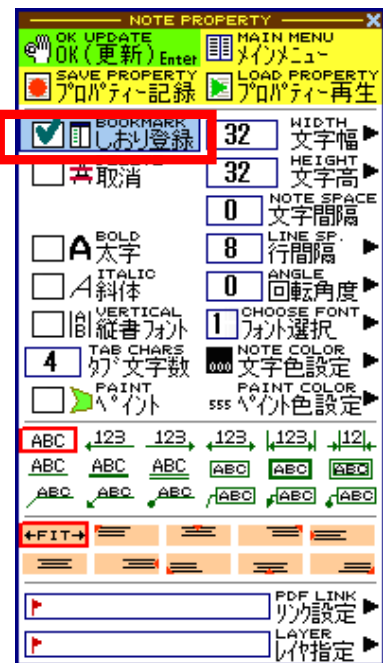 NOTE PROPERTY
OK UPDATE
OK(更新)Enter
MAIN MENU
メインメニュー
SAVE PROPERTY
プロパティー記録
LOAD PROPERTY
プロパティー再生
BOOKMARK
しおり登録
32
WIDTH
文字幅
取消
32
HEIGHT
文字高
0
NOTE SPACE
文字間隔
A
BOLD
太字
8
LINE SP.
行間隔
A
ITALIC
斜体
0
ANGLE
回転角度
VERTICAL
縦書フォント
1
CHOOSE FONT
フォント選択
4
TAB CHARS
タブ文字数
000
NOTE COLOR
文字色設定
PAINT
ペイント
555
PAINT COLOR
ペイント色設定
ABC 123 123 123 123 12
ABC ABC ABC ABC ABC ABC
ABC ABC ABC ABC ABC ABC
←FIT→
PDF LINK
リンク設定
LAYER
レイヤ指定